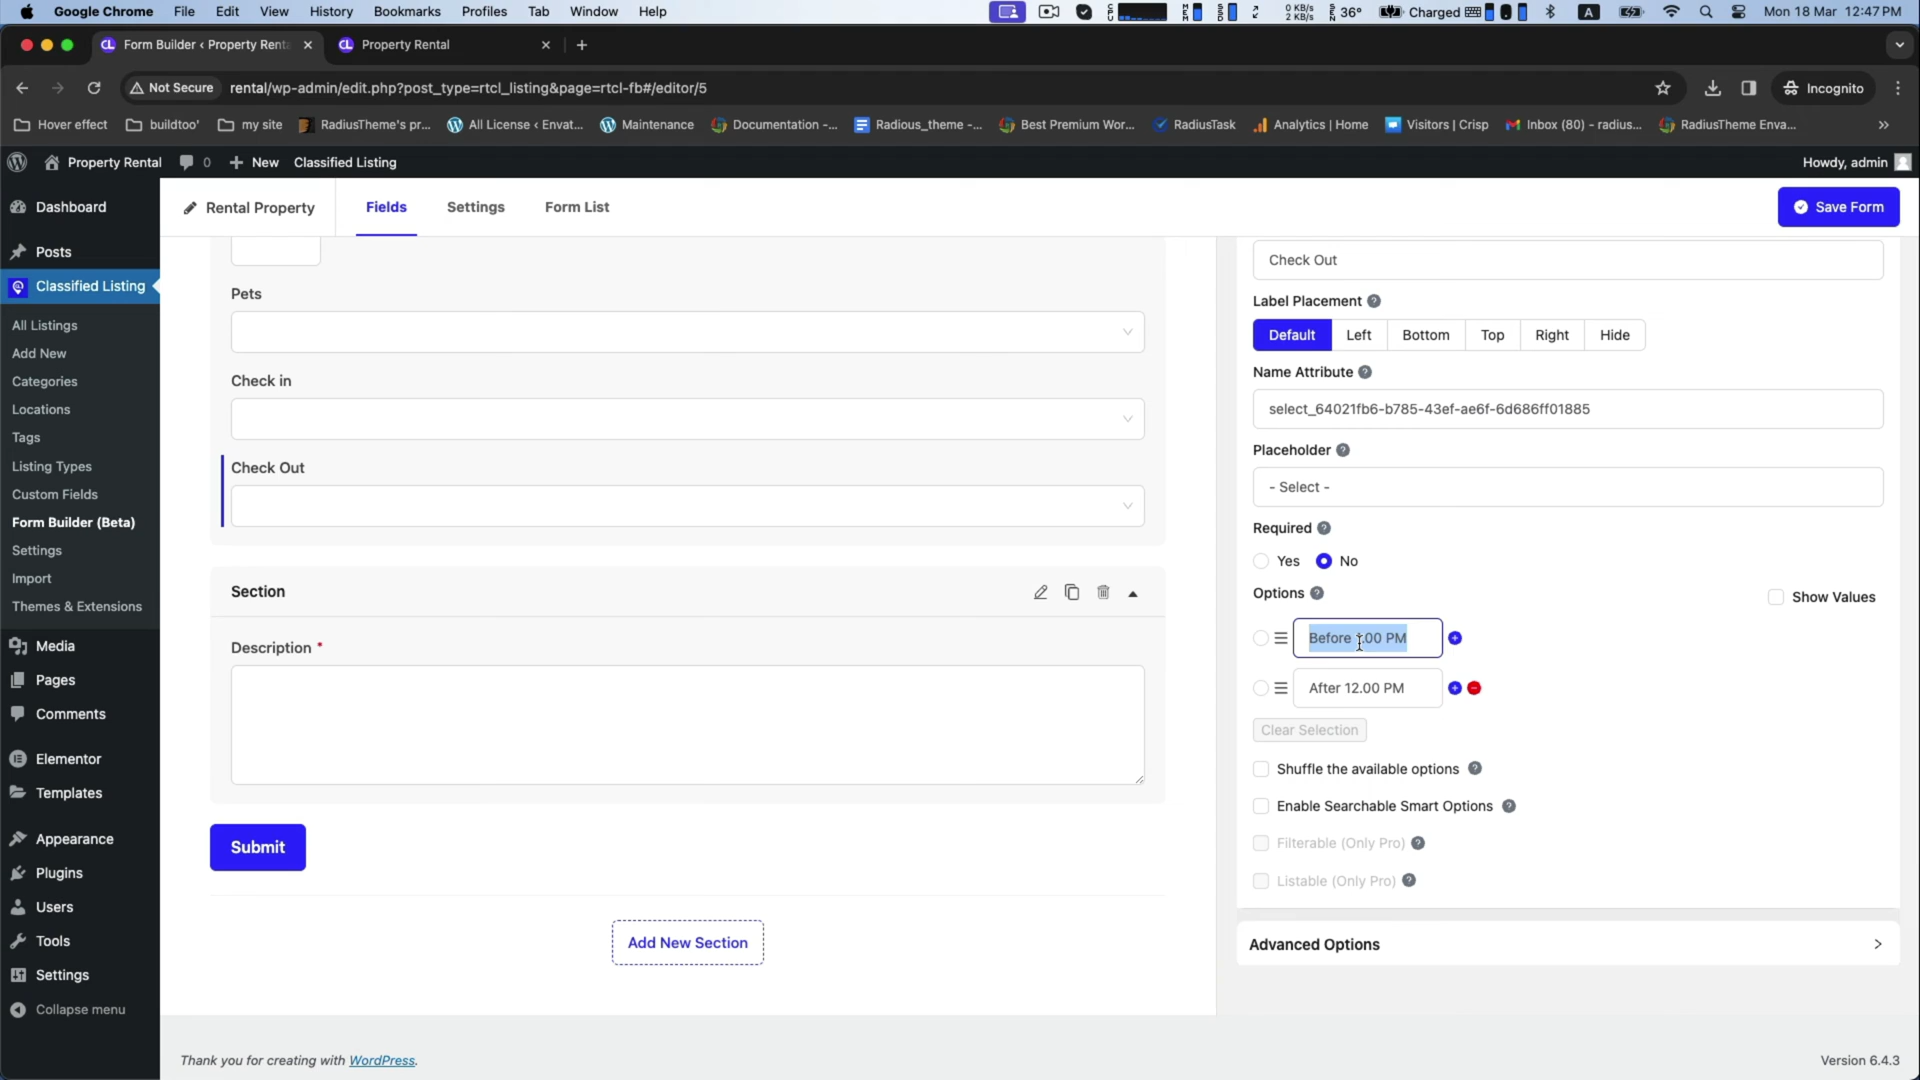 Google Chrome File Edit View History Bookmarks Profiles Tab Window Help 0 KB/s 2 KB/s 36° Charged A Mon 18 Mar 12:47 PM
Form Builder ‹ Property Renta Property Rental
Not Secure rental/wp-admin/edit.php?post_type=rtcl_listing&page=rtcl-fb#/editor/5 Incognito
Hover effect buildtoo' my site RadiusTheme's pr... All License ‹ Envat... Maintenance Documentation -... Radious_theme -... Best Premium Wor... RadiusTask Analytics | Home Visitors | Crisp Inbox (80) - radius... RadiusTheme Enva... »
Property Rental 0 New Classified Listing Howdy, admin
Rental Property Fields Settings Form List Save Form
Dashboard
Posts
Classified Listing
All Listings
Add New
Categories
Locations
Tags
Listing Types
Custom Fields
Form Builder (Beta)
Settings
Import
Themes & Extensions
Media
Pages
Comments
Elementor
Templates
Appearance
Plugins
Users
Tools
Settings
Collapse menu
Pets
Check in
Check Out
Section
Description *
Submit
Add New Section
Check Out
Label Placement
Default Left Bottom Top Right Hide
Name Attribute
select_64021fb6-b785-43ef-ae6f-6d686ff01885
Placeholder
- Select -
Required
Yes No
Options Show Values
Before PM
After 12.00 PM
Clear Selection
Shuffle the available options
Enable Searchable Smart Options
Filterable (Only Pro)
Listable (Only Pro)
Advanced Options
Thank you for creating with WordPress. Version 6.4.3